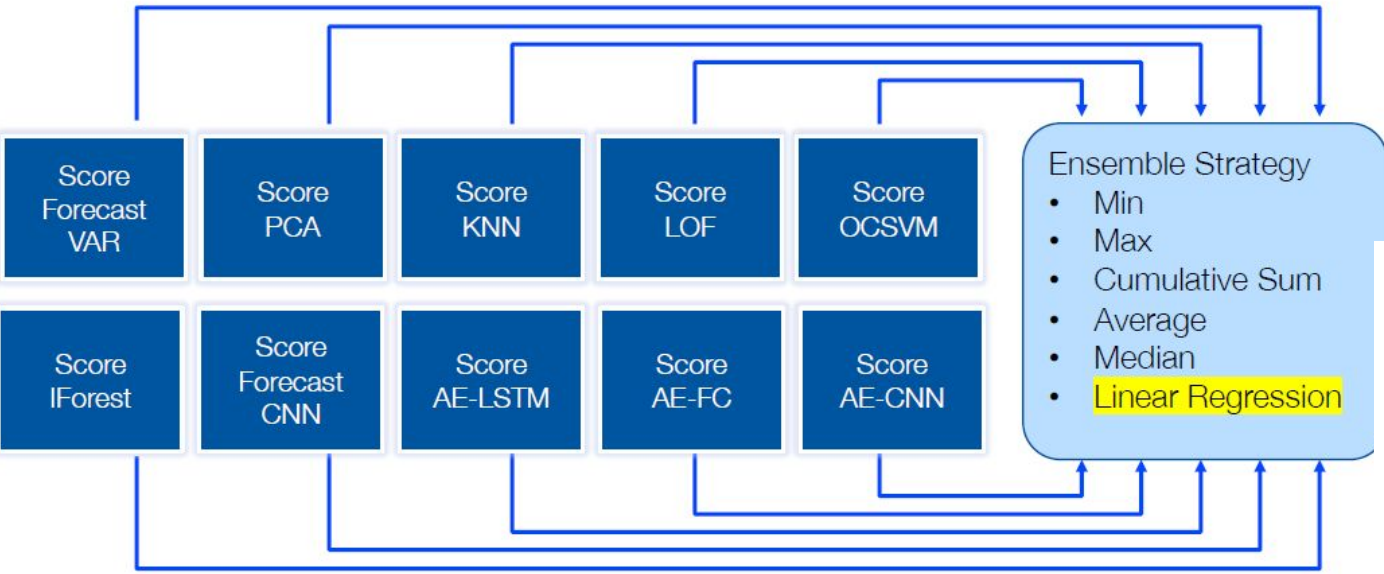 Score
Forecast
VAR
Score
PCA
Score
KNN
Score
LOF
Score
OCSVM
Score
IForest
Score
Forecast
CNN
Score
AE-LSTM
Score
AE-FC
Score
AE-CNN
Ensemble Strategy
• Min
• Max
• Cumulative Sum
• Average
• Median
• Linear Regression